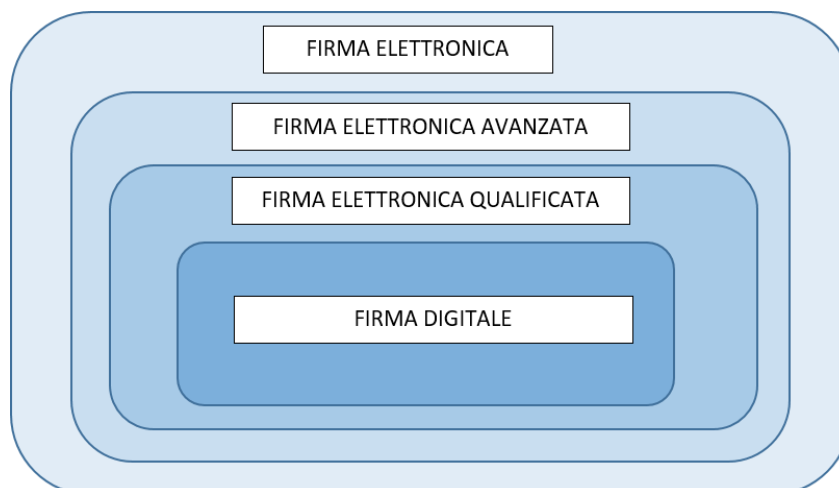 FIRMA ELETTRONICA
FIRMA ELETTRONICA AVANZATA
FIRMA ELETTRONICA QUALIFICATA
FIRMA DIGITALE